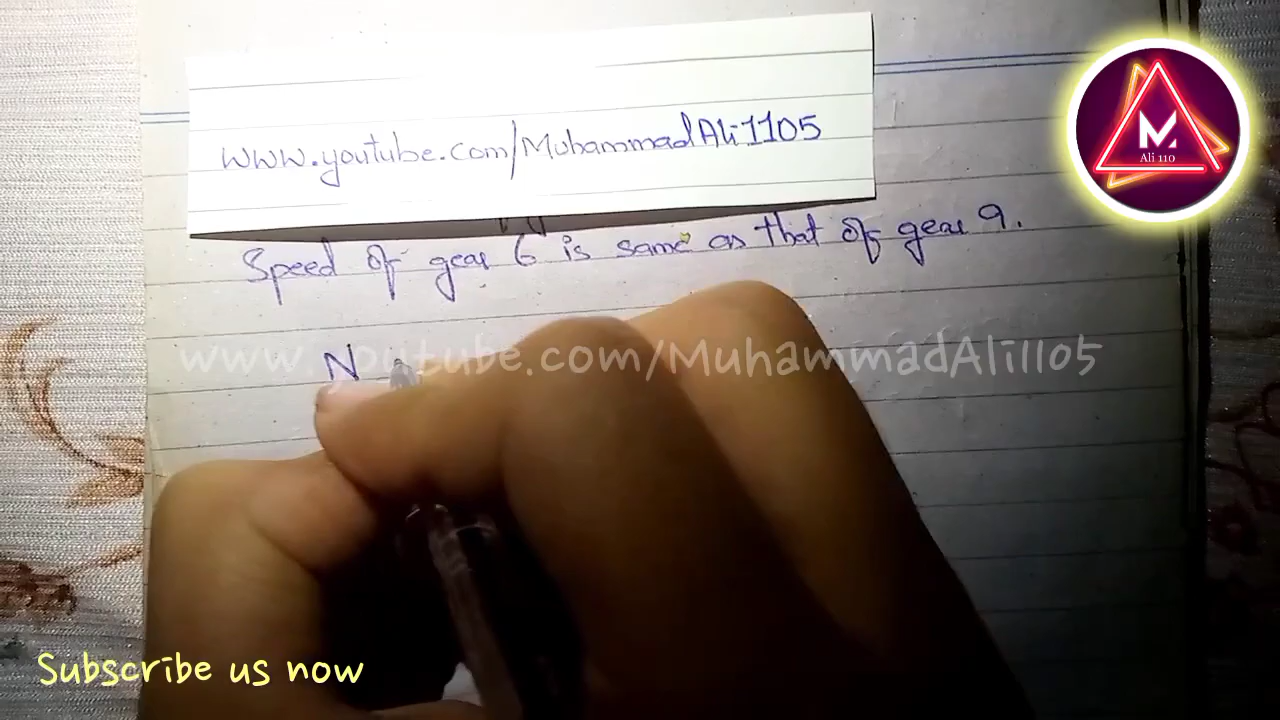 www.youtube.com/MuhammadAli1105
M
Ali 110
Speed of gear 6 is same as that of gear 9.
www.youtube.com/MuhammadAli1105
N
Subscribe us now